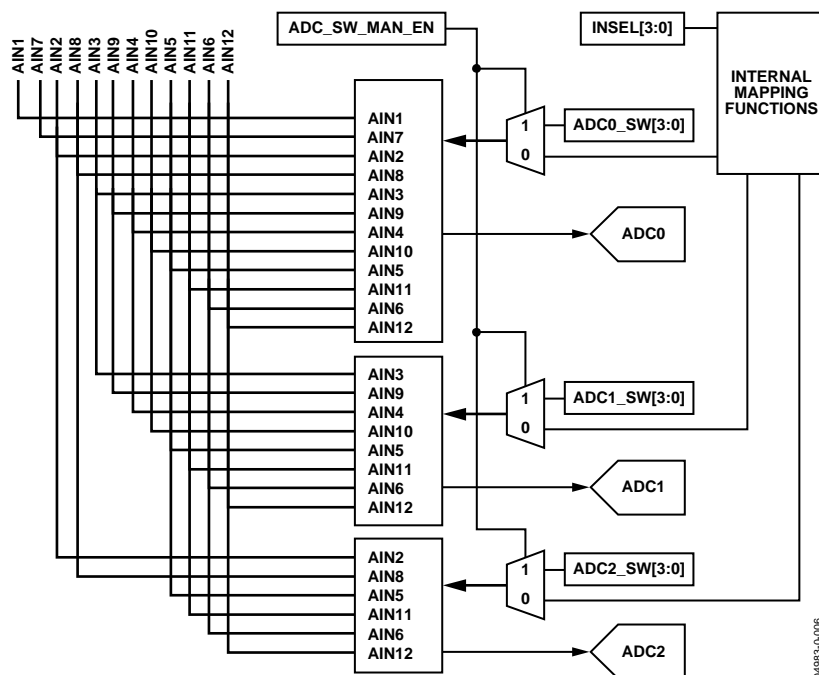 AIN1
AIN7
AIN2
AIN8
AIN3
AIN9
AIN4
AIN10
AIN5
AIN11
AIN6
AIN12
ADC_SW_MAN_EN
INSEL[3:0]
INTERNAL
MAPPING
FUNCTIONS
AIN1
AIN7
AIN2
AIN8
AIN3
AIN9
AIN4
AIN10
AIN5
AIN11
AIN6
AIN12
1
0
ADC0_SW[3:0]
ADC0
AIN3
AIN9
AIN4
AIN10
AIN5
AIN11
AIN6
AIN12
1
0
ADC1_SW[3:0]
ADC1
AIN2
AIN8
AIN5
AIN11
AIN6
AIN12
1
0
ADC2_SW[3:0]
ADC2
04983-0-006